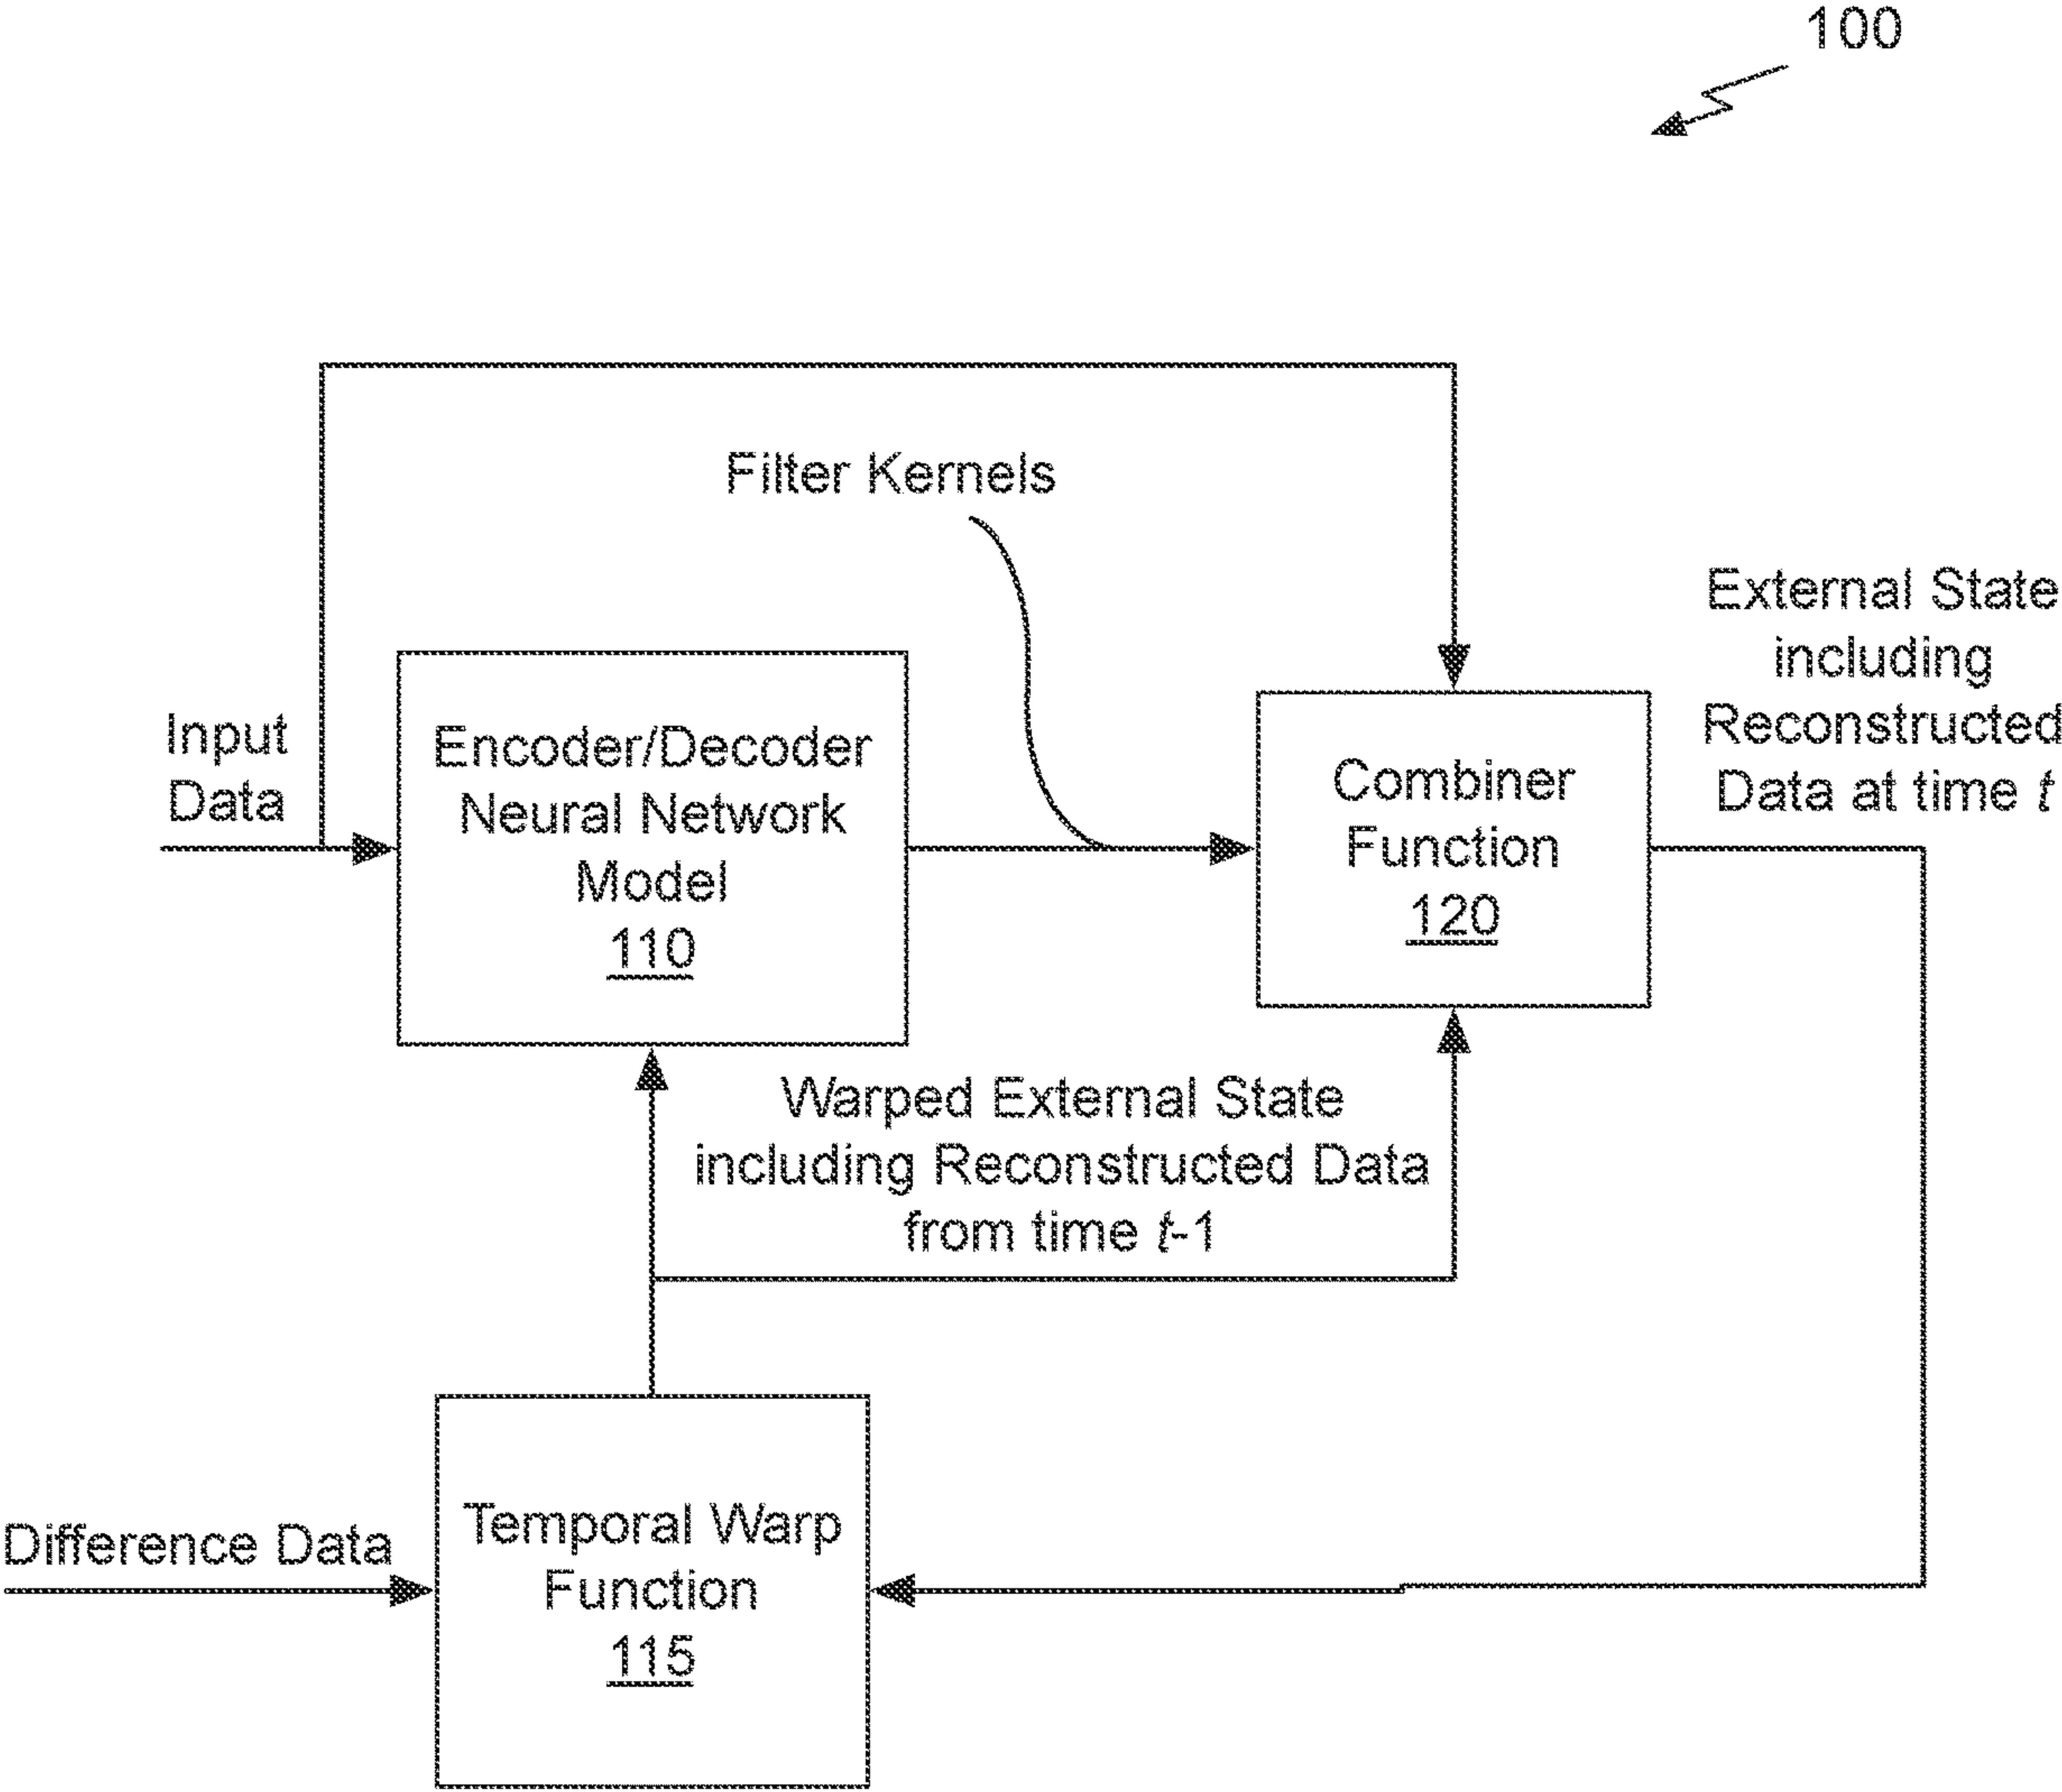 100
Filter Kernels
External State
including
Reconstructed
Data at time t
Input
Data
Encoder/Decoder
Neural Network
Model
110
Combiner
Function
120
Warped External State
including Reconstructed Data
from time t-1
Difference Data
Temporal Warp
Function
115